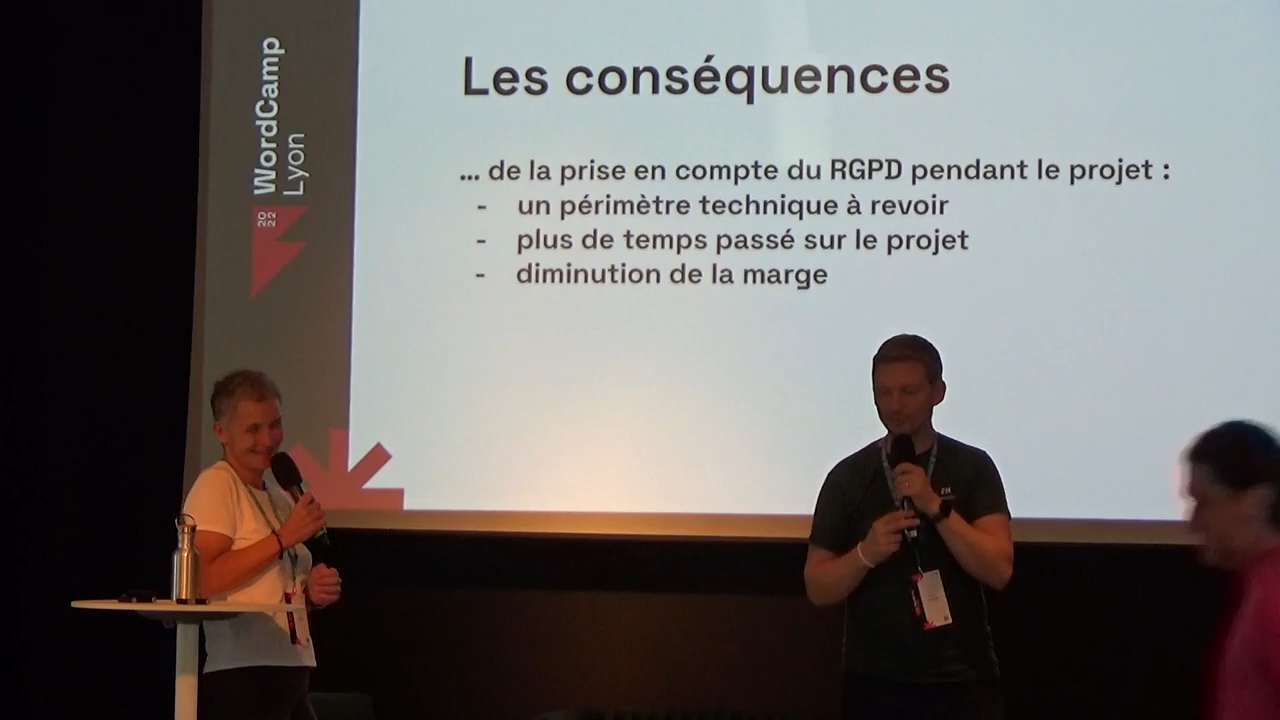 WordCamp
Lyon
20
22
Les conséquences
... de la prise en compte du RGPD pendant le projet :
- un périmètre technique à revoir
- plus de temps passé sur le projet
- diminution de la marge